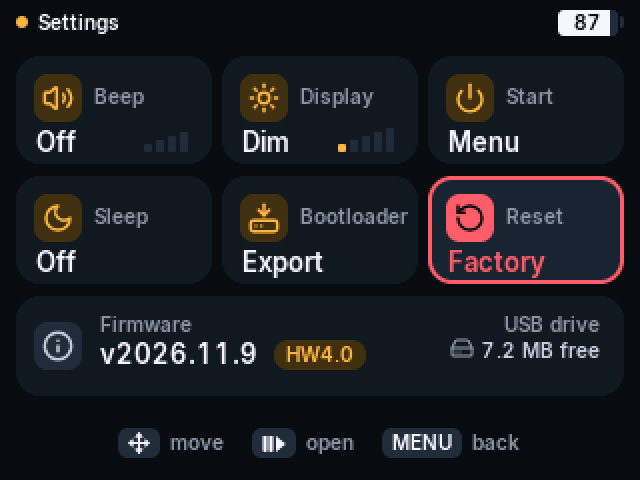 Settings
87
Beep
Off
Display
Dim
Start
Menu
Sleep
Off
Bootloader
Export
Reset
Factory
Firmware
v2026.11.9 HW4.0
USB drive
7.2 MB free
move open MENU back